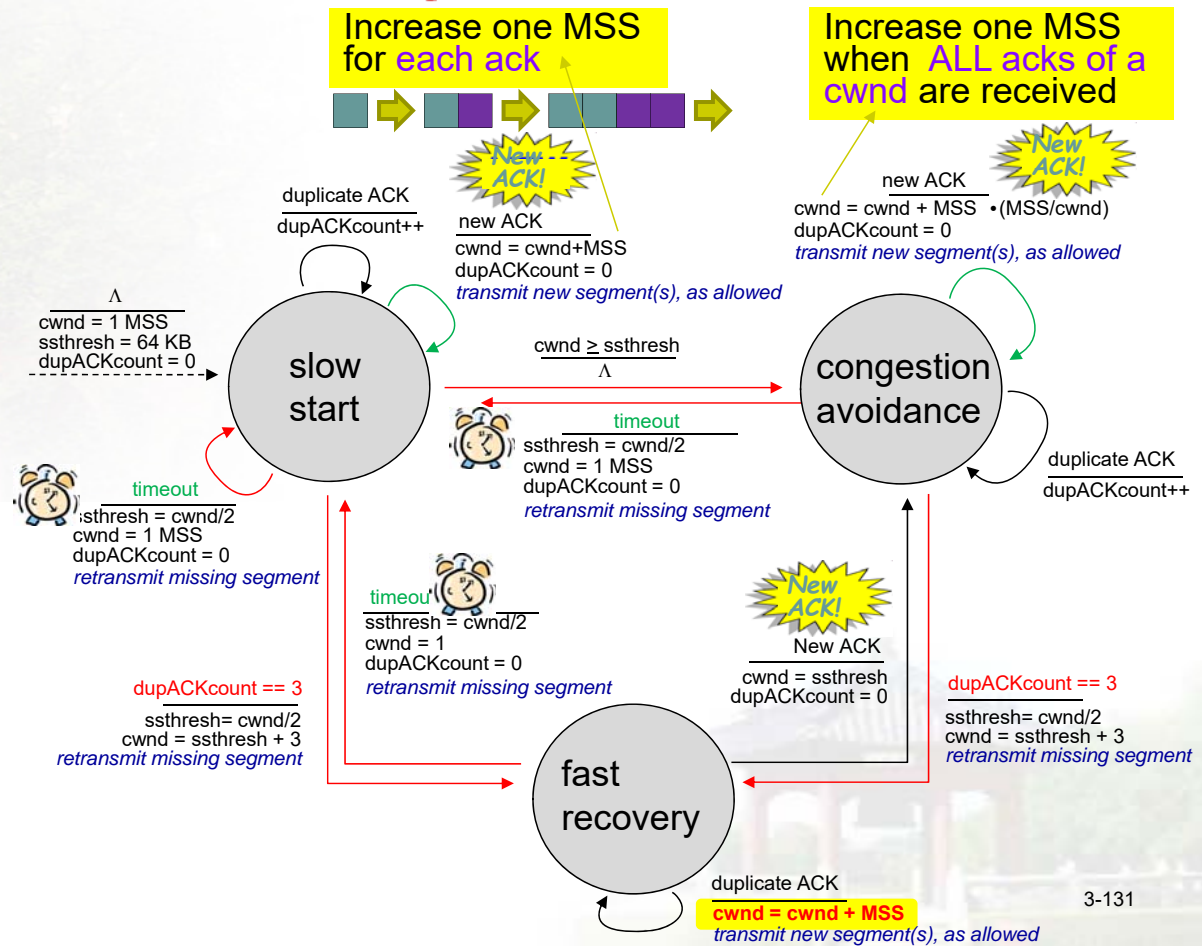 Increase one MSS
for each ack
Increase one MSS
when ALL acks of a
cwnd are received
New
ACK!
New
ACK!
duplicate ACK
dupACKcount++
new ACK
cwnd = cwnd+MSS
dupACKcount = 0
transmit new segment(s), as allowed
new ACK
cwnd = cwnd + MSS •(MSS/cwnd)
dupACKcount = 0
transmit new segment(s), as allowed
Λ
cwnd = 1 MSS
ssthresh = 64 KB
dupACKcount = 0
slow
start
cwnd ≥ ssthresh
Λ
congestion
avoidance
timeout
ssthresh = cwnd/2
cwnd = 1 MSS
dupACKcount = 0
retransmit missing segment
duplicate ACK
dupACKcount++
timeout
ssthresh = cwnd/2
cwnd = 1 MSS
dupACKcount = 0
retransmit missing segment
timeou
ssthresh = cwnd/2
cwnd = 1
dupACKcount = 0
retransmit missing segment
New
ACK!
New ACK
cwnd = ssthresh
dupACKcount = 0
dupACKcount == 3
ssthresh= cwnd/2
cwnd = ssthresh + 3
retransmit missing segment
dupACKcount == 3
ssthresh= cwnd/2
cwnd = ssthresh + 3
retransmit missing segment
fast
recovery
duplicate ACK
cwnd = cwnd + MSS
transmit new segment(s), as allowed
3-131